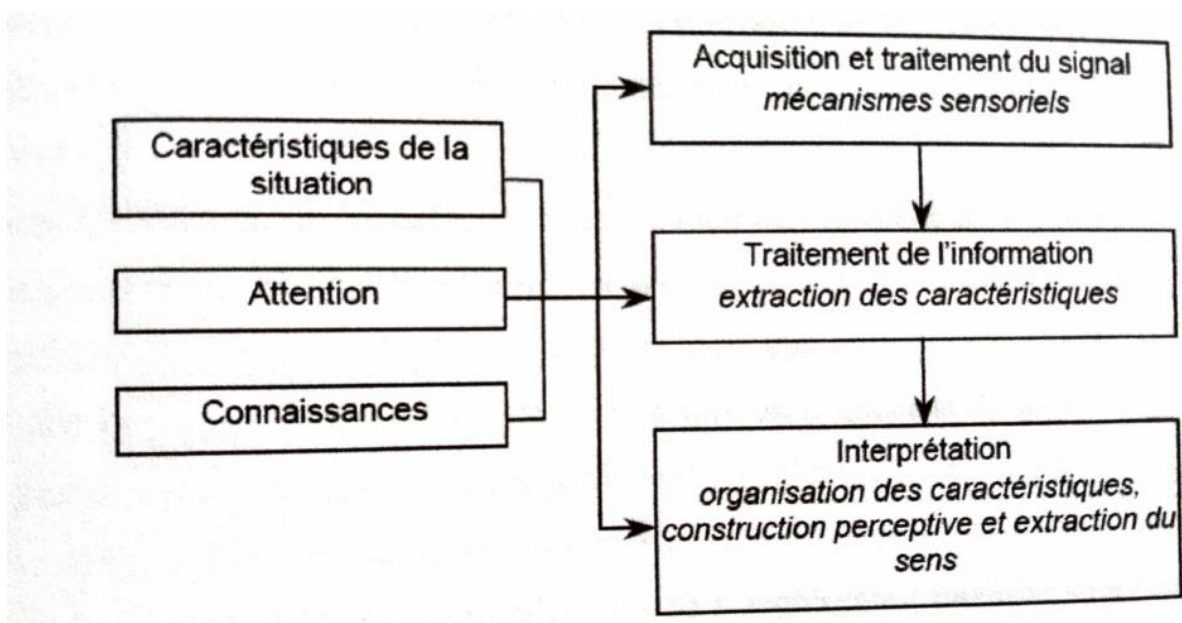 Caractéristiques de la
situation
Attention
Connaissances
Acquisition et traitement du signal
mécanismes sensoriels
Traitement de l'information
extraction des caractéristiques
Interprétation
organisation des caractéristiques,
construction perceptive et extraction du
sens